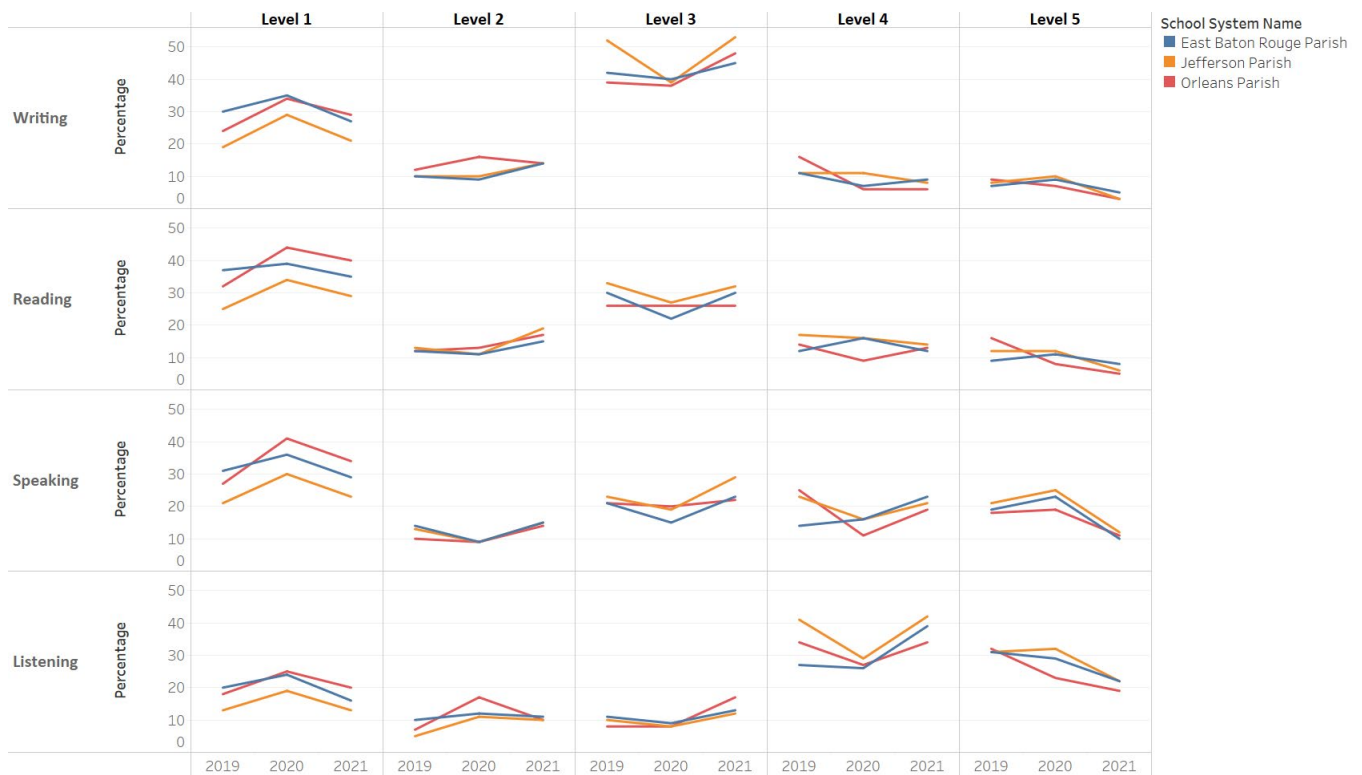 Level 1 Level 2 Level 3 Level 4 Level 5
School System Name
East Baton Rouge Parish
Jefferson Parish
Orleans Parish
Writing
Percentage
50
40
30
20
10
0
Reading
Percentage
50
40
30
20
10
0
Speaking
Percentage
50
40
30
20
10
0
Listening
Percentage
50
40
30
20
10
0
2019 2020 2021 2019 2020 2021 2019 2020 2021 2019 2020 2021 2019 2020 2021